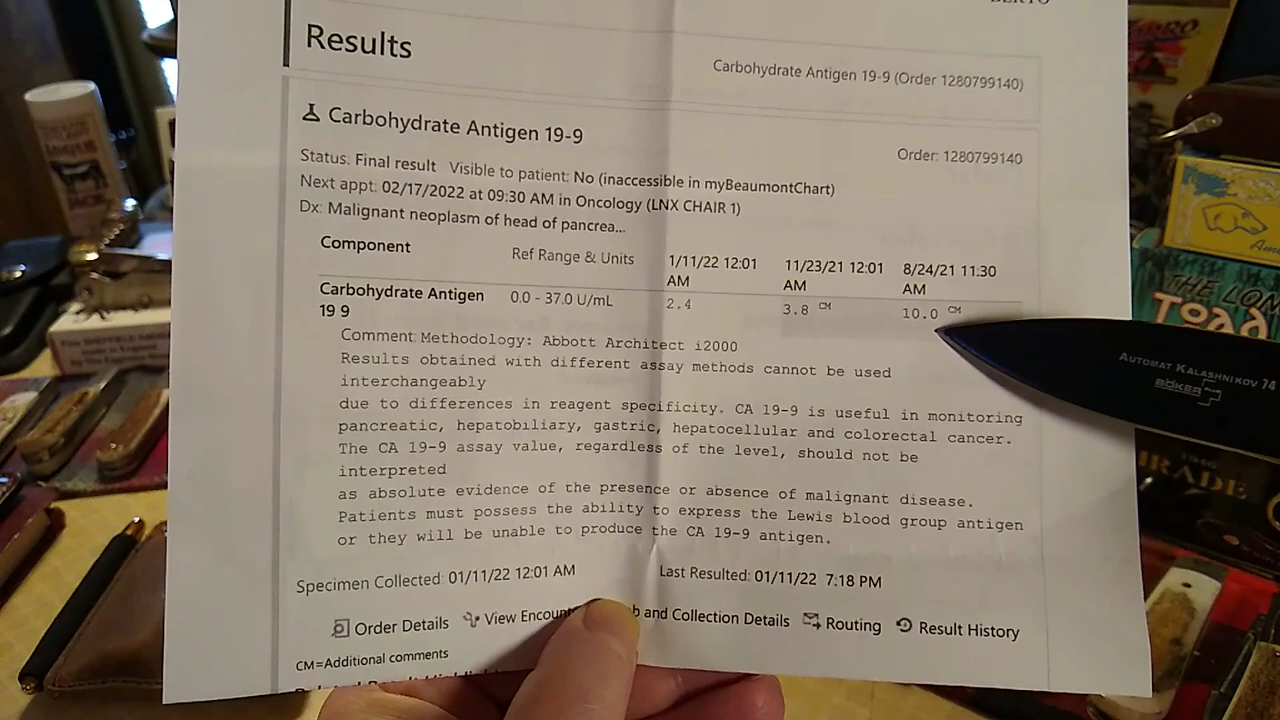 Results
Carbohydrate Antigen 19-9 (Order 1280799140)
Carbohydrate Antigen 19-9
Order: 1280799140
Status: Final result Visible to patient: No (inaccessible in myBeaumontChart)
Next appt: 02/17/2022 at 09:30 AM in Oncology (LNX CHAIR 1)
Dx: Malignant neoplasm of head of pancrea...
Component Ref Range & Units 1/11/22 12:01 AM 11/23/21 12:01 AM 8/24/21 11:30 AM
Carbohydrate Antigen 19 9 0.0 - 37.0 U/mL 2.4 3.8 CM 10.0 CM
Comment: Methodology: Abbott Architect i2000
Results obtained with different assay methods cannot be used
interchangeably
due to differences in reagent specificity. CA 19-9 is useful in monitoring
pancreatic, hepatobiliary, gastric, hepatocellular and colorectal cancer.
The CA 19-9 assay value, regardless of the level, should not be
interpreted
as absolute evidence of the presence or absence of malignant disease.
Patients must possess the ability to express the Lewis blood group antigen
or they will be unable to produce the CA 19-9 antigen.
Specimen Collected: 01/11/22 12:01 AM Last Resulted: 01/11/22 7:18 PM
Order Details View and Collection Details Routing Result History
CM=Additional comments
AUTOMAT KALASHNIKOV 74
BÖKER PLUS
THE LON
TOAD